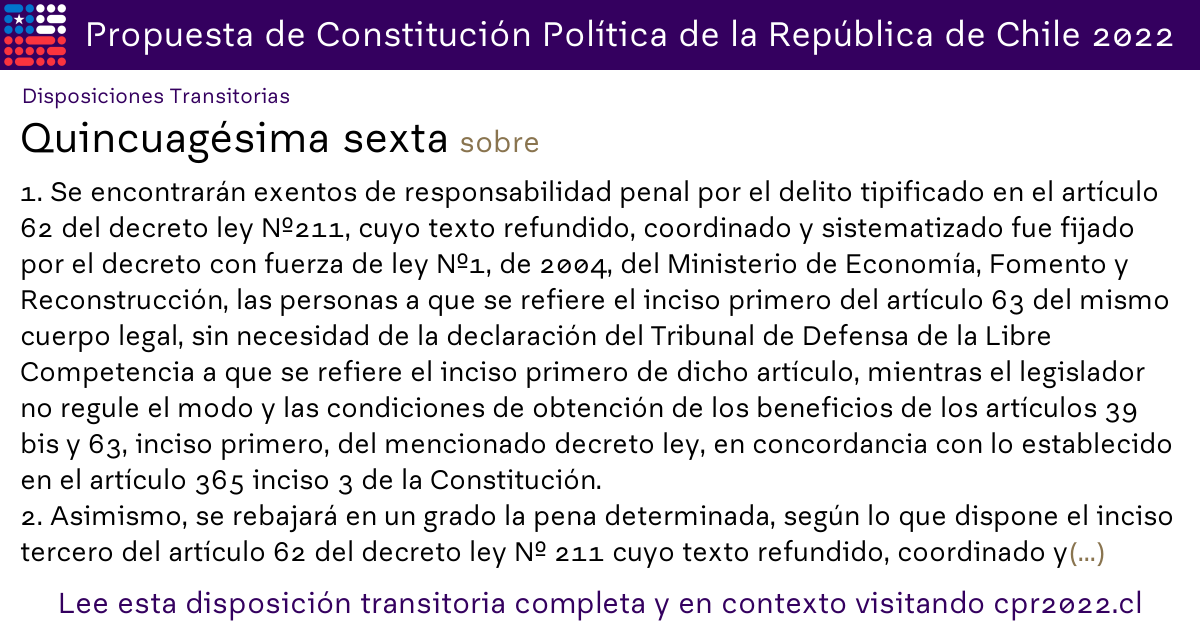 Propuesta de Constitución Política de la República de Chile 2022
Disposiciones Transitorias
Quincuagésima sexta sobre
1. Se encontrarán exentos de responsabilidad penal por el delito tipificado en el artículo
62 del decreto ley Nº211, cuyo texto refundido, coordinado y sistematizado fue fijado
por el decreto con fuerza de ley Nº1, de 2004, del Ministerio de Economía, Fomento y
Reconstrucción, las personas a que se refiere el inciso primero del artículo 63 del mismo
cuerpo legal, sin necesidad de la declaración del Tribunal de Defensa de la Libre
Competencia a que se refiere el inciso primero de dicho artículo, mientras el legislador
no regule el modo y las condiciones de obtención de los beneficios de los artículos 39
bis y 63, inciso primero, del mencionado decreto ley, en concordancia con lo establecido
en el artículo 365 inciso 3 de la Constitución.
2. Asimismo, se rebajará en un grado la pena determinada, según lo que dispone el inciso
tercero del artículo 62 del decreto ley Nº 211 cuyo texto refundido, coordinado y(...)
Lee esta disposición transitoria completa y en contexto visitando cpr2022.cl